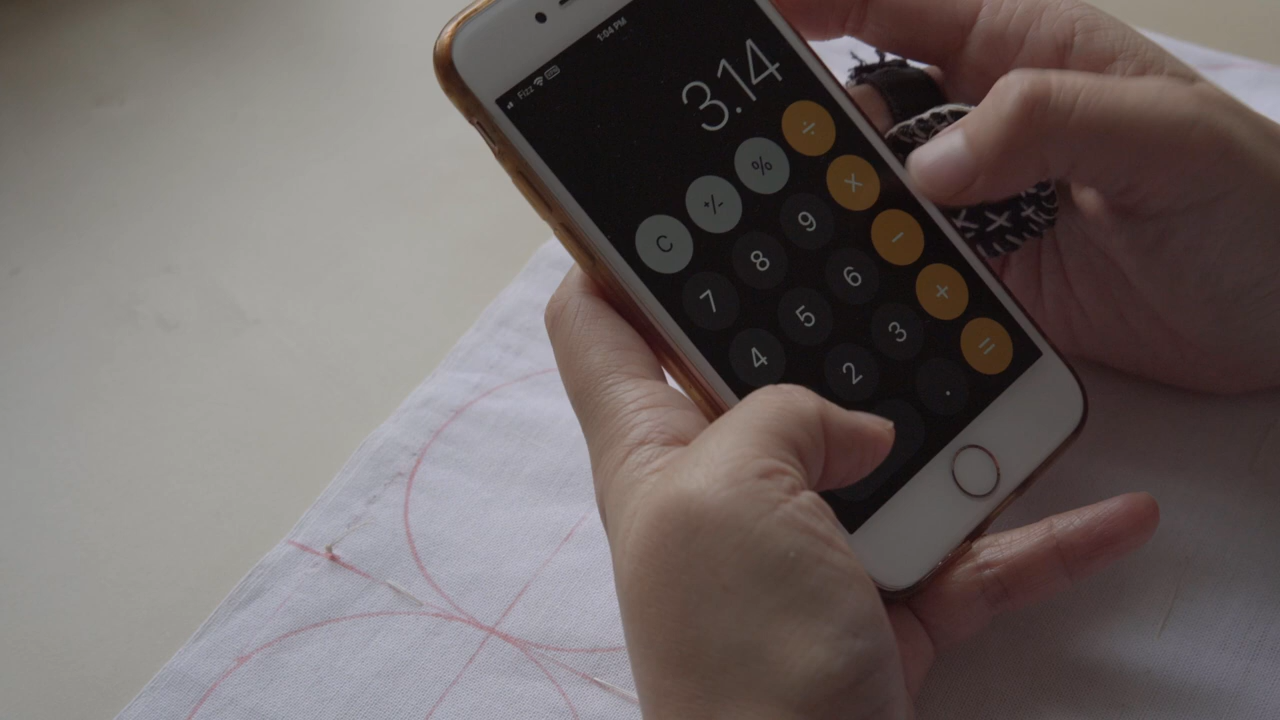 Fizz 1:04 PM
3.14
C +/- % ÷
7 8 9 ×
4 5 6 −
2 3 +
. =